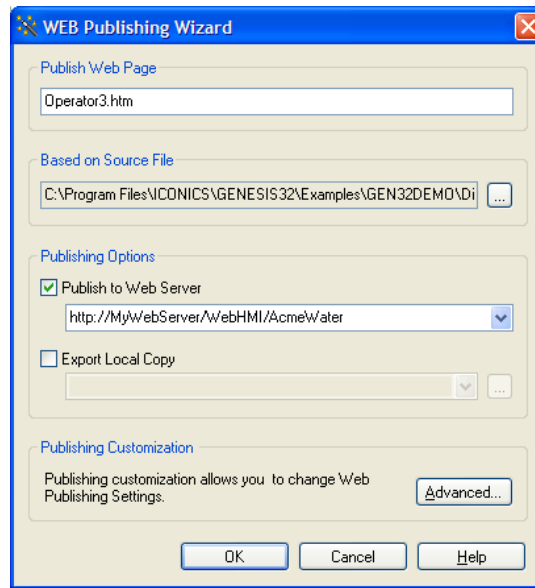 WEB Publishing Wizard
Publish Web Page
Operator3.htm
Based on Source File
C:\Program Files\ICONICS\GENESIS32\Examples\GEN32DEMO\Di
...
Publishing Options
Publish to Web Server
http://MyWebServer/WebHMI/AcmeWater
Export Local Copy
...
Publishing Customization
Publishing customization allows you to change Web
Publishing Settings.
Advanced...
OK Cancel Help